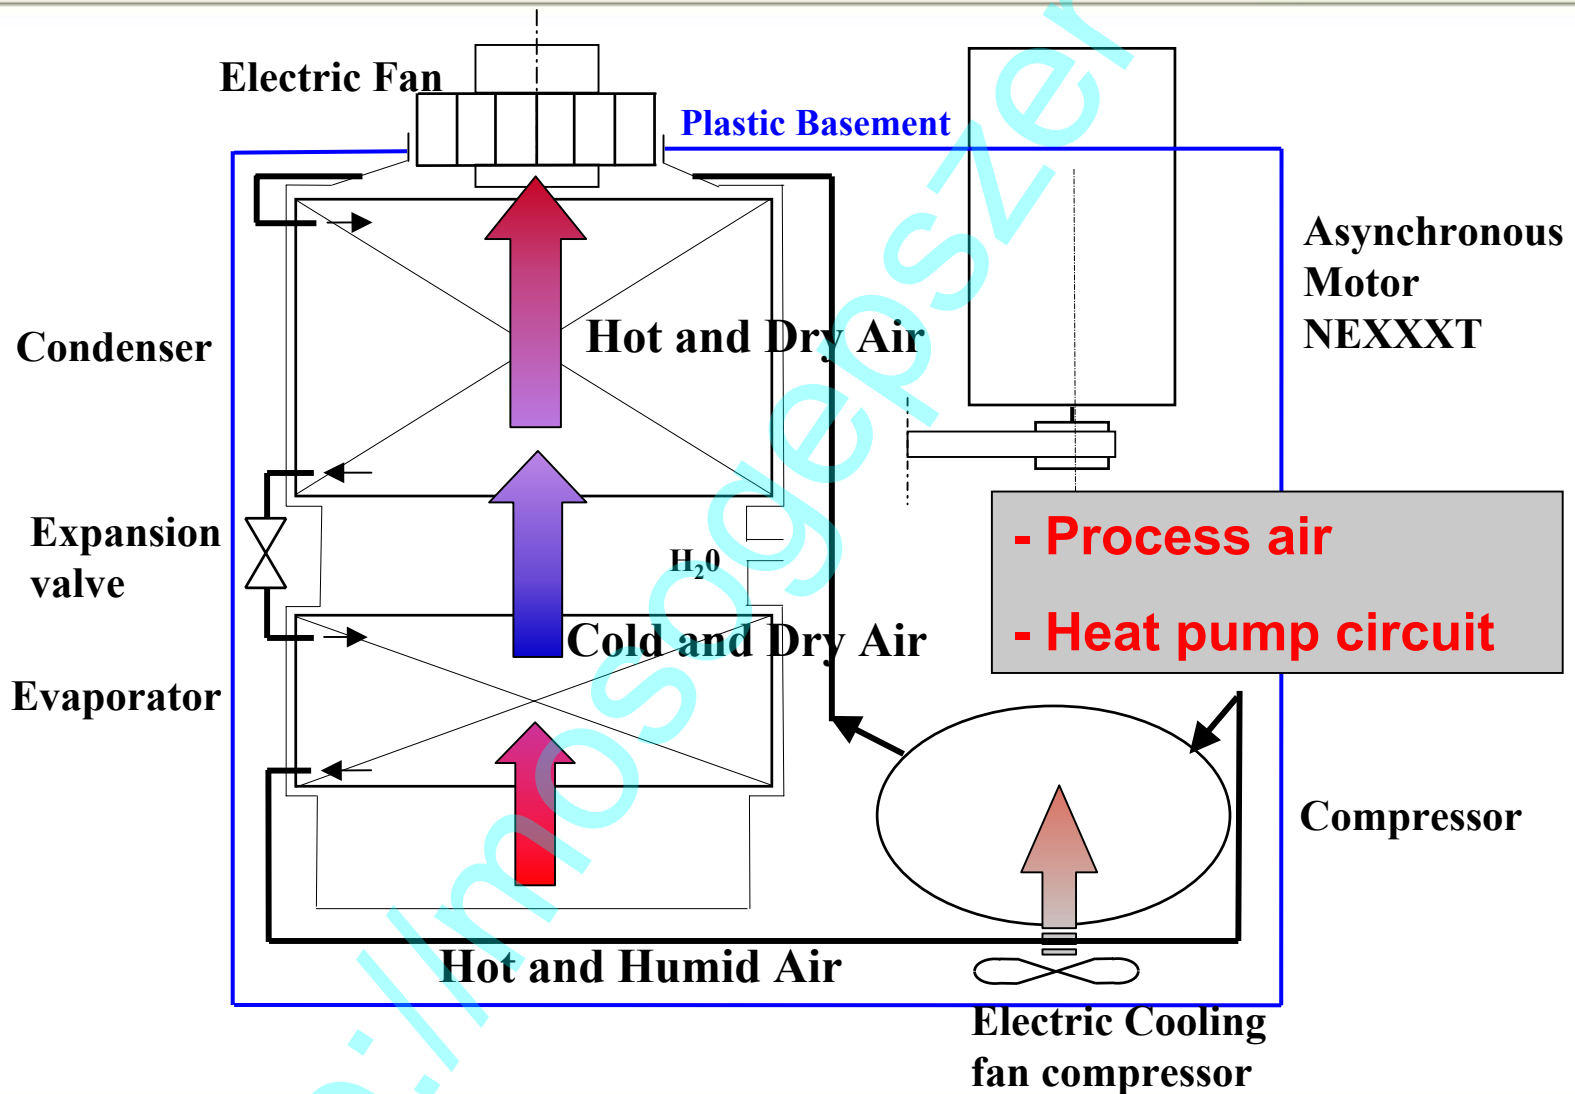 Electric Fan
Plastic Basement
Asynchronous
Motor
NEXXXT
Condenser
Hot and Dry Air
Expansion
valve
H₂0
- Process air
- Heat pump circuit
Cold and Dry Air
Evaporator
Compressor
Hot and Humid Air
Electric Cooling
fan compressor
://mosogepszer